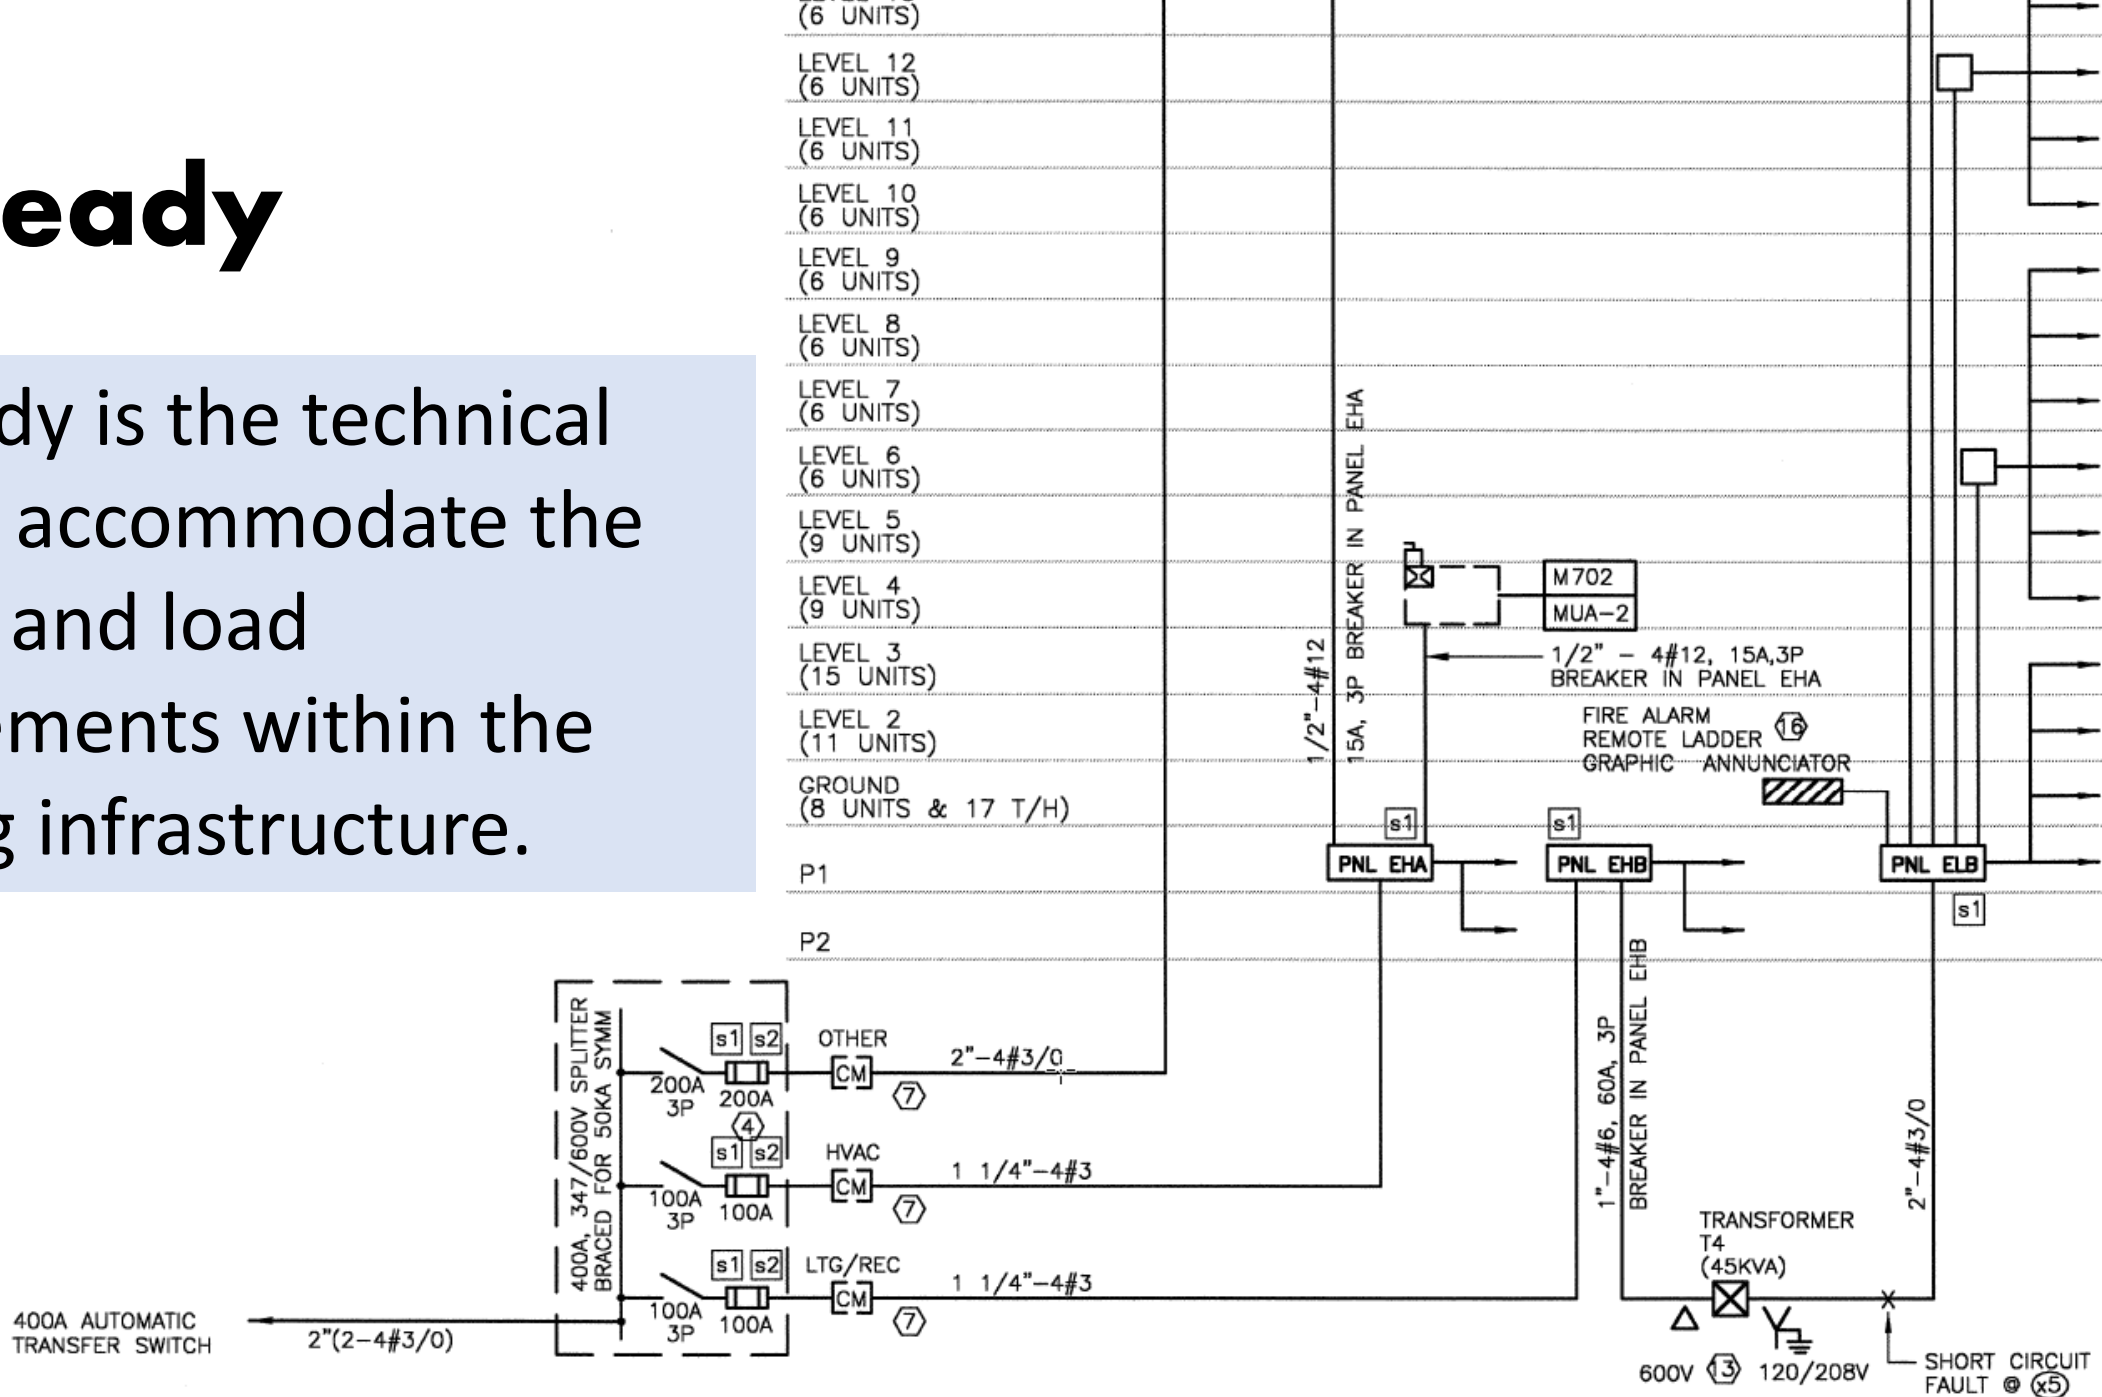 eady
dy is the technical
accommodate the
and load
ements within the
g infrastructure.
(6 UNITS)
LEVEL 12
(6 UNITS)
LEVEL 11
(6 UNITS)
LEVEL 10
(6 UNITS)
LEVEL 9
(6 UNITS)
LEVEL 8
(6 UNITS)
LEVEL 7
(6 UNITS)
LEVEL 6
(6 UNITS)
LEVEL 5
(9 UNITS)
LEVEL 4
(9 UNITS)
LEVEL 3
(15 UNITS)
LEVEL 2
(11 UNITS)
GROUND
(8 UNITS & 17 T/H)
P1
P2
1/2"-4#12
15A, 3P BREAKER IN PANEL EHA
M702
MUA-2
1/2" - 4#12, 15A,3P
BREAKER IN PANEL EHA
FIRE ALARM
REMOTE LADDER 16
GRAPHIC ANNUNCIATOR
s1
s1
PNL EHA
PNL EHB
PNL ELB
s1
400A, 347/600V SPLITTER
BRACED FOR 50KA SYMM
s1 s2
OTHER
200A
3P
200A
CM
7
2"-4#3/0
4
s1 s2
HVAC
100A
3P
100A
CM
7
1 1/4"-4#3
s1 s2
LTG/REC
100A
3P
100A
CM
7
1 1/4"-4#3
400A AUTOMATIC
TRANSFER SWITCH
2"(2-4#3/0)
1"-4#6, 60A, 3P
BREAKER IN PANEL EHB
2"-4#3/0
TRANSFORMER
T4
(45KVA)
600V 13 120/208V
SHORT CIRCUIT
FAULT @ x5